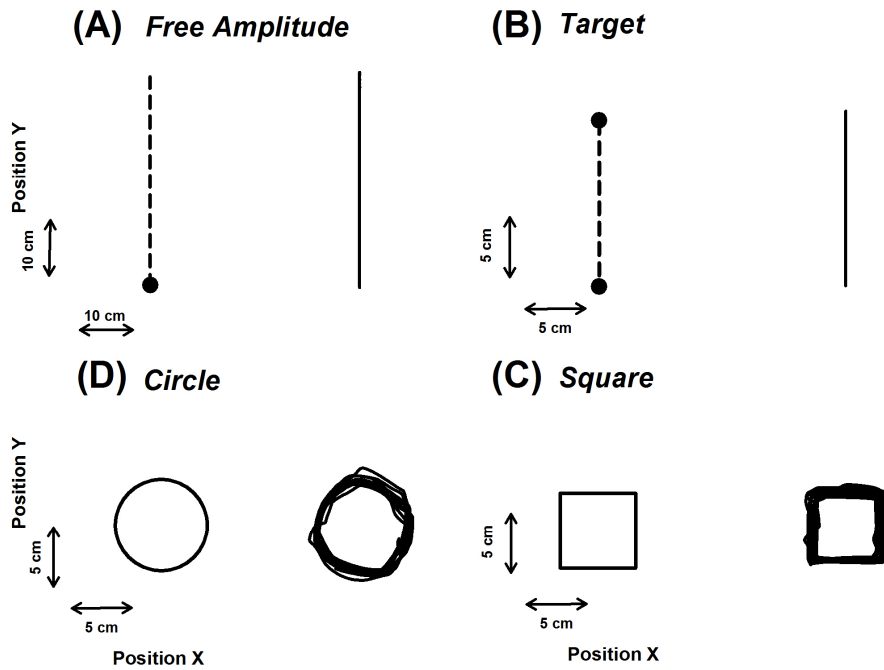 (A) Free Amplitude
(B) Target
Position Y
10 cm
10 cm
5 cm
5 cm
(D) Circle
(C) Square
Position Y
5 cm
5 cm
Position X
5 cm
5 cm
Position X